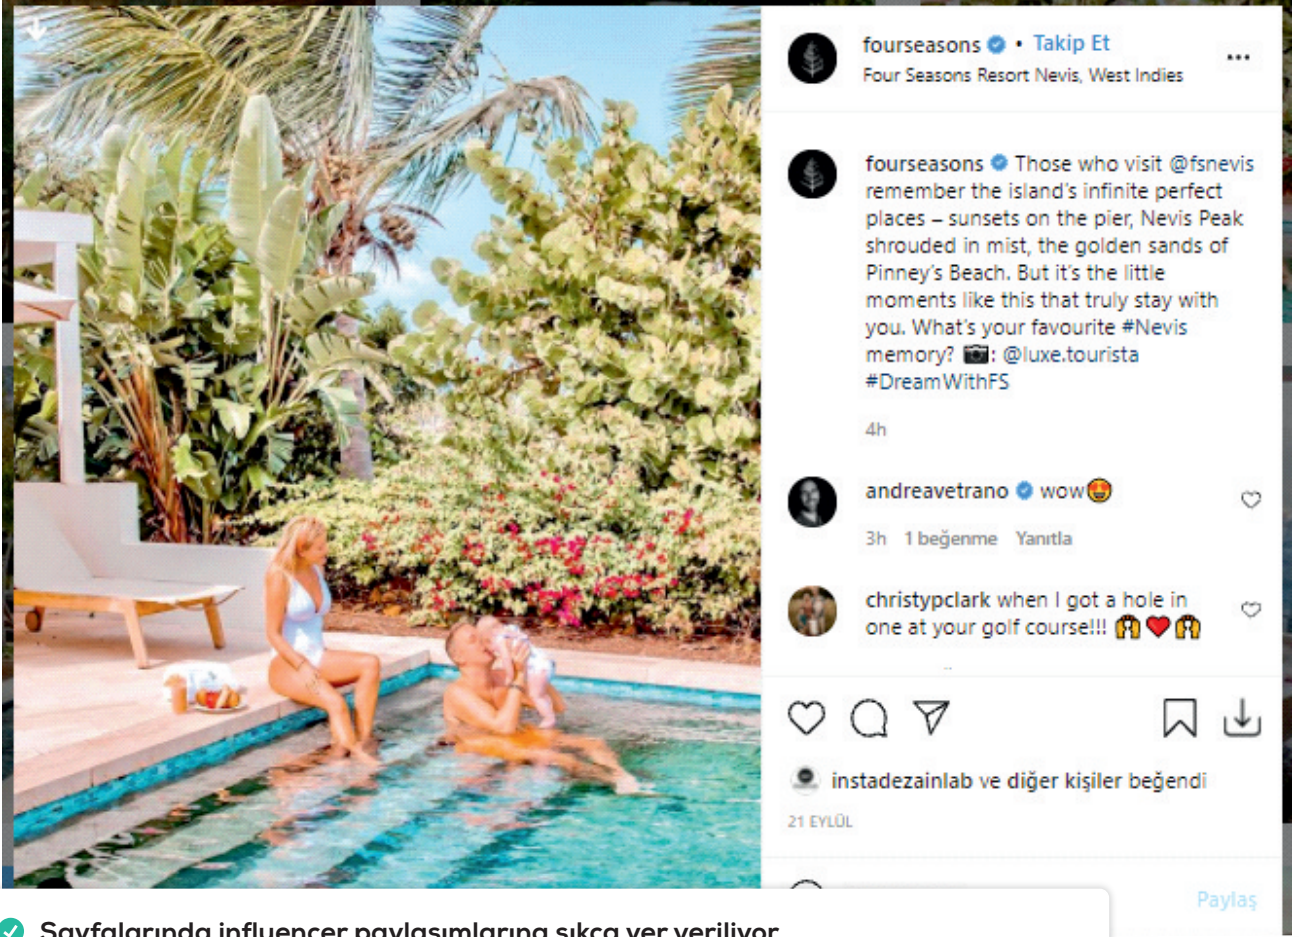 fourseasons • Takip Et
Four Seasons Resort Nevis, West Indies
fourseasons Those who visit @fsnevis
remember the island's infinite perfect
places – sunsets on the pier, Nevis Peak
shrouded in mist, the golden sands of
Pinney's Beach. But it's the little
moments like this that truly stay with
you. What's your favourite #Nevis
memory? 📷: @luxe.tourista
#DreamWithFS
4h
andreavetrano wow😍
3h 1 beğenme Yanıtla
christypclark when I got a hole in
one at your golf course!!! 🙌❤️🙌
instadezainlab ve diğer kişiler beğendi
21 EYLÜL
Paylaş
Sayfalarında influencer paylaşımlarına sıkça yer veriliyor